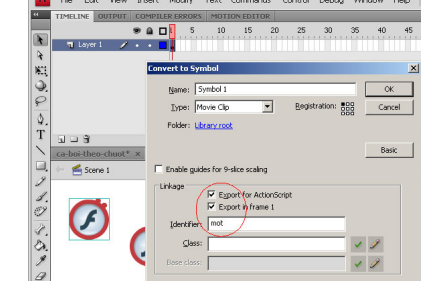 File Edit View Insert Modify Text Commands Control Debug Window Help
TIMELINE OUTPUT COMPILER ERRORS MOTION EDITOR
1 5 10 15 20 25 30 35 40 45
Layer 1
Convert to Symbol
Name: Symbol 1 OK
Type: Movie Clip Registration: Cancel
Folder: Library root
Basic
ca-boi-theo-chuot* ×
Scene 1
Enable guides for 9-slice scaling
Linkage
Export for ActionScript
Export in frame 1
Identifier: mot
Class:
Base class: